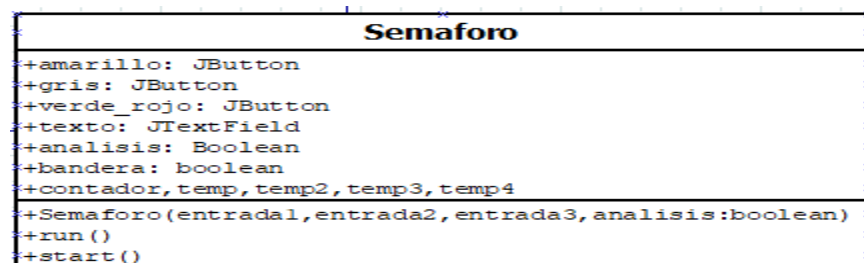 Semaforo
+amarillo: JButton
+gris: JButton
+verde_rojo: JButton
+texto: JTextField
+analisis: Boolean
+bandera: boolean
+contador,temp,temp2,temp3,temp4
+Semaforo(entrada1,entrada2,entrada3,analisis:boolean)
+run()
+start()